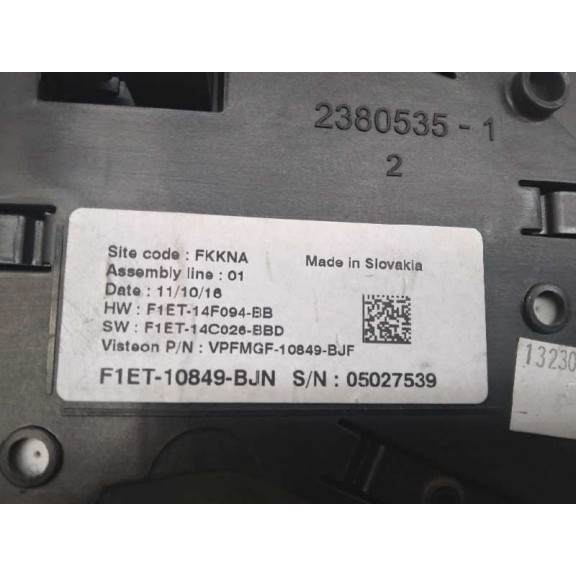 2380535-1
2
Site code : FKKNA
Made in Slovakia
Assembly line : 01
Date : 11/10/16
HW : F1ET-14F094-BB
SW : F1ET-14C026-BBD
Visteon P/N : VPFMGF-10849-BJF
F1ET-10849-BJN S/N : 05027539
13230